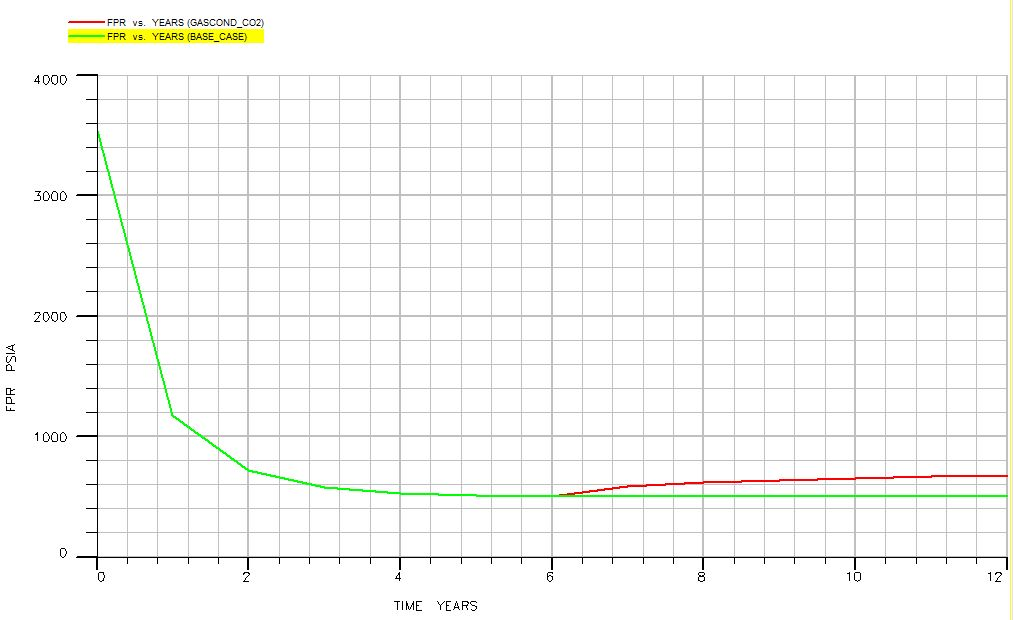 FPR vs. YEARS (GASCOND_CO2)
FPR vs. YEARS (BASE_CASE)
4000
3000
2000
1000
0
FPR PSIA
0 2 4 6 8 10 12
TIME YEARS